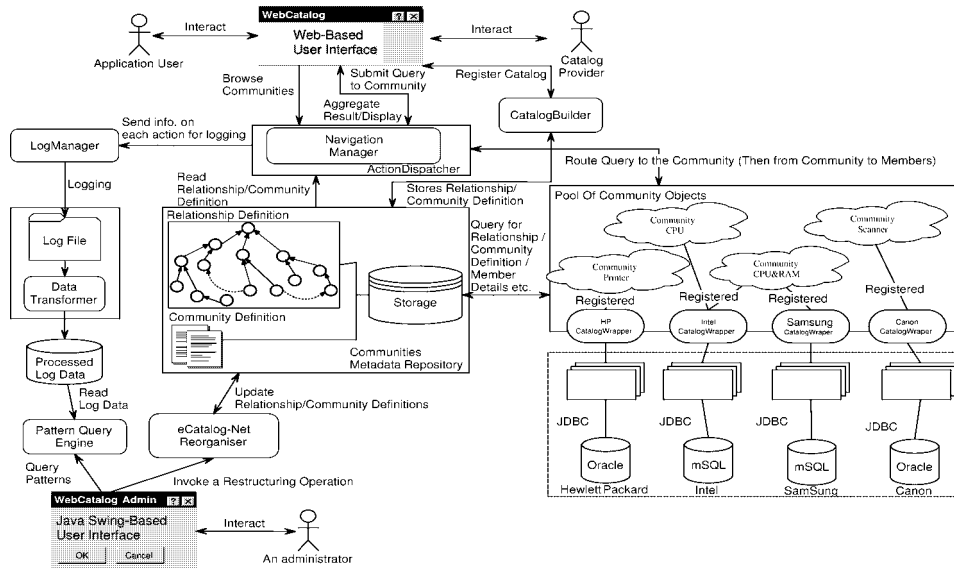 WebCatalog
Web-Based
User Interface
Interact
Interact
Application User
Catalog
Provider
Browse
Communities
Submit Query
to Community
Register Catalog
Aggregate
Result/Display
CatalogBuilder
Send info. on
each action for logging
LogManager
Navigation
Manager
ActionDispatcher
Route Query to the Community (Then from Community to Members)
Logging
Read
Relationship/Community
Definition
Stores Relationship/
Community Definition
Pool Of Community Objects
Log File
Data
Transformer
Relationship Definition
Community Definition
Storage
Communities
Metadata Repository
Query for
Relationship /
Community
Definition /
Member
Details etc.
Community
CPU
Community
Scanner
Community
Printer
Community
CPU&RAM
Registered
Registered
Registered
Registered
HP
CatalogWrapper
Intel
CatalogWrapper
Samsung
CatalogWraper
Canon
CatalogWraper
Processed
Log Data
Read
Log Data
Update
Relationship/Community Definitions
Pattern Query
Engine
eCatalog-Net
Reorganiser
JDBC
JDBC
JDBC
JDBC
Oracle
mSQL
mSQL
Oracle
Hewlett Packard
Intel
SamSung
Canon
Query
Patterns
Invoke a Restructuring Operation
WebCatalog Admin
Java Swing-Based
User Interface
OK
Cancel
Interact
An administrator